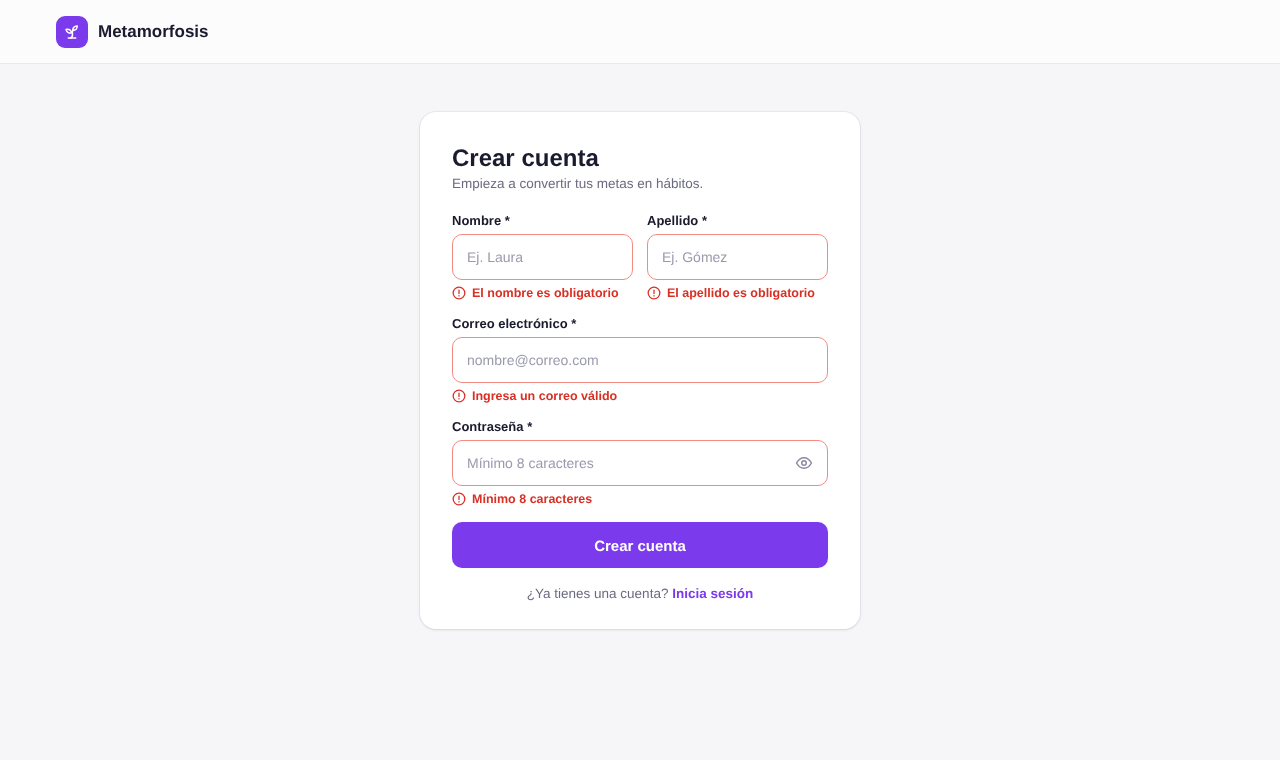 Metamorfosis
Crear cuenta
Empieza a convertir tus metas en hábitos.
Nombre *
Apellido *
Ej. Laura
Ej. Gómez
El nombre es obligatorio
El apellido es obligatorio
Correo electrónico *
nombre@correo.com
Ingresa un correo válido
Contraseña *
Mínimo 8 caracteres
Mínimo 8 caracteres
Crear cuenta
¿Ya tienes una cuenta? Inicia sesión